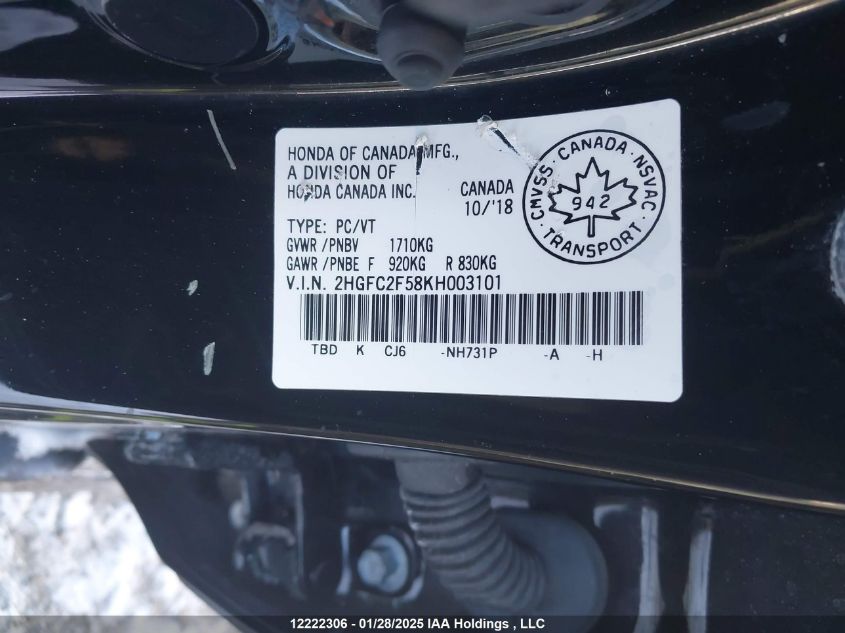 HONDA OF CANADA MFG.,
A DIVISION OF
HONDA CANADA INC.
CANADA
10/'18
CMVSS · CANADA · NSVAC
942
TRANSPORT
TYPE: PC/VT
GVWR /PNBV 1710KG
GAWR /PNBE F 920KG R 830KG
V.I.N. 2HGFC2F58KH003101
TBD K CJ6 -NH731P -A -H
12222306 - 01/28/2025 IAA Holdings , LLC